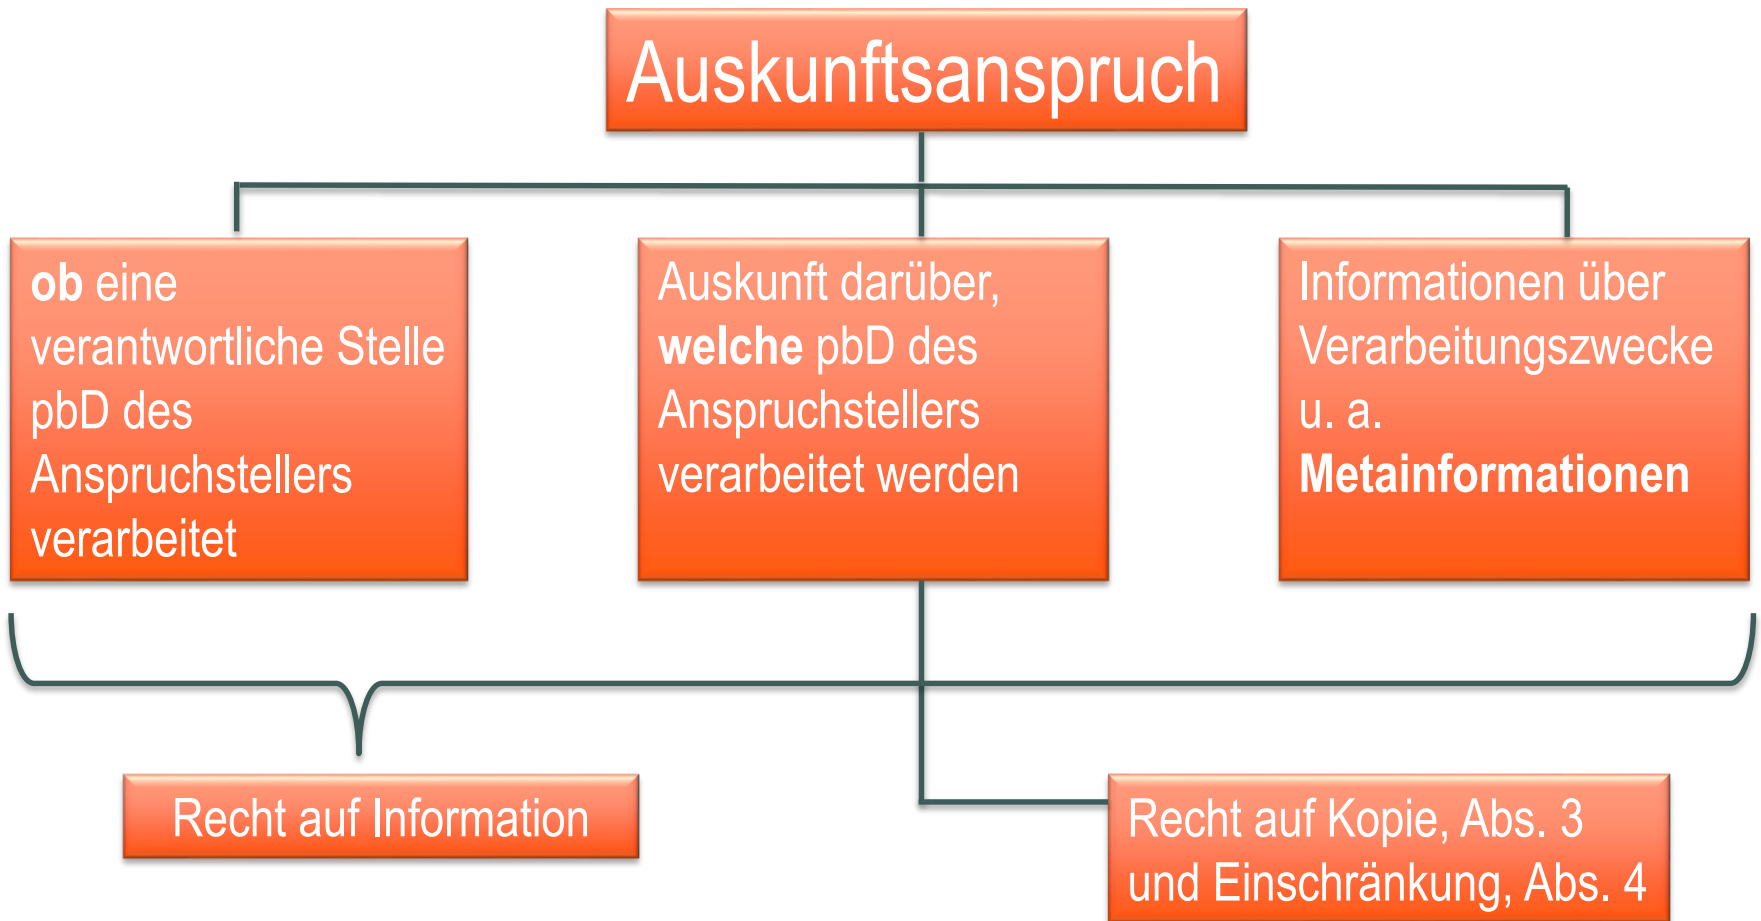 Auskunftsanspruch
ob eine
verantwortliche Stelle
pbD des
Anspruchstellers
verarbeitet
Auskunft darüber,
welche pbD des
Anspruchstellers
verarbeitet werden
Informationen über
Verarbeitungszwecke
u. a.
Metainformationen
Recht auf Information
Recht auf Kopie, Abs. 3
und Einschränkung, Abs. 4